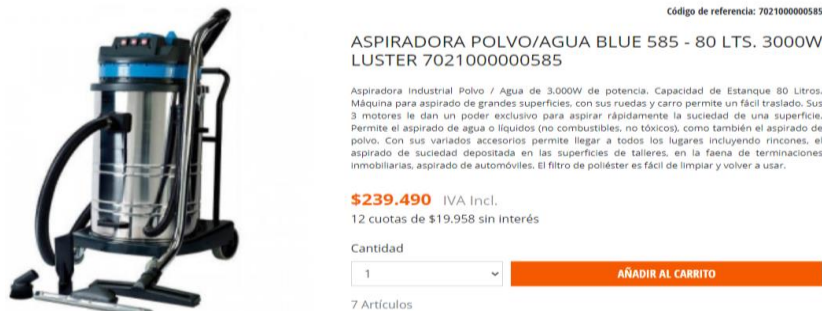 Código de referencia: 7021000000585
ASPIRADORA POLVO/AGUA BLUE 585 - 80 LTS. 3000W
LUSTER 7021000000585
Aspiradora Industrial Polvo / Agua de 3.000W de potencia. Capacidad de Estanque 80 Litros.
Máquina para aspirado de grandes superficies, con sus ruedas y carro permite un fácil traslado. Sus
3 motores le dan un poder exclusivo para aspirar rápidamente la suciedad de una superficie.
Permite el aspirado de agua o líquidos (no combustibles, no tóxicos), como también el aspirado de
polvo. Con sus variados accesorios permite llegar a todos los lugares incluyendo rincones, el
aspirado de suciedad depositada en las superficies de talleres, en la faena de terminaciones
inmobiliarias, aspirado de automóviles. El filtro de poliéster es fácil de limpiar y volver a usar.
$239.490 IVA Incl.
12 cuotas de $19.958 sin interés
Cantidad
1
AÑADIR AL CARRITO
7 Artículos